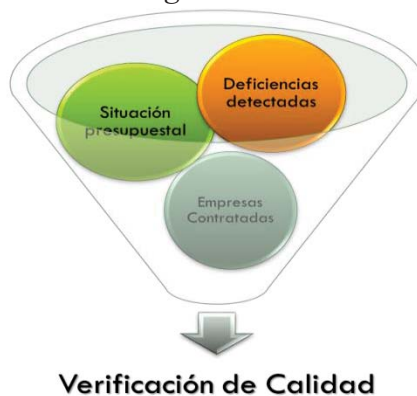 Deficiencias
detectadas
Situación
presupuestal
Empresas
Contratadas
Verificación de Calidad